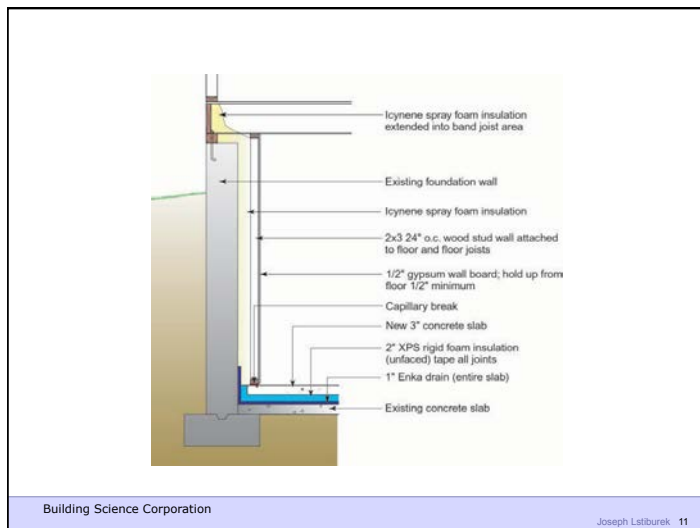 Icynene spray foam insulation
extended into band joist area
Existing foundation wall
Icynene spray foam insulation
2x3 24" o.c. wood stud wall attached
to floor and floor joists
1/2" gypsum wall board; hold up from
floor 1/2" minimum
Capillary break
New 3" concrete slab
2" XPS rigid foam insulation
(unfaced) tape all joints
1" Enka drain (entire slab)
Existing concrete slab
Building Science Corporation
Joseph Lstiburek 11